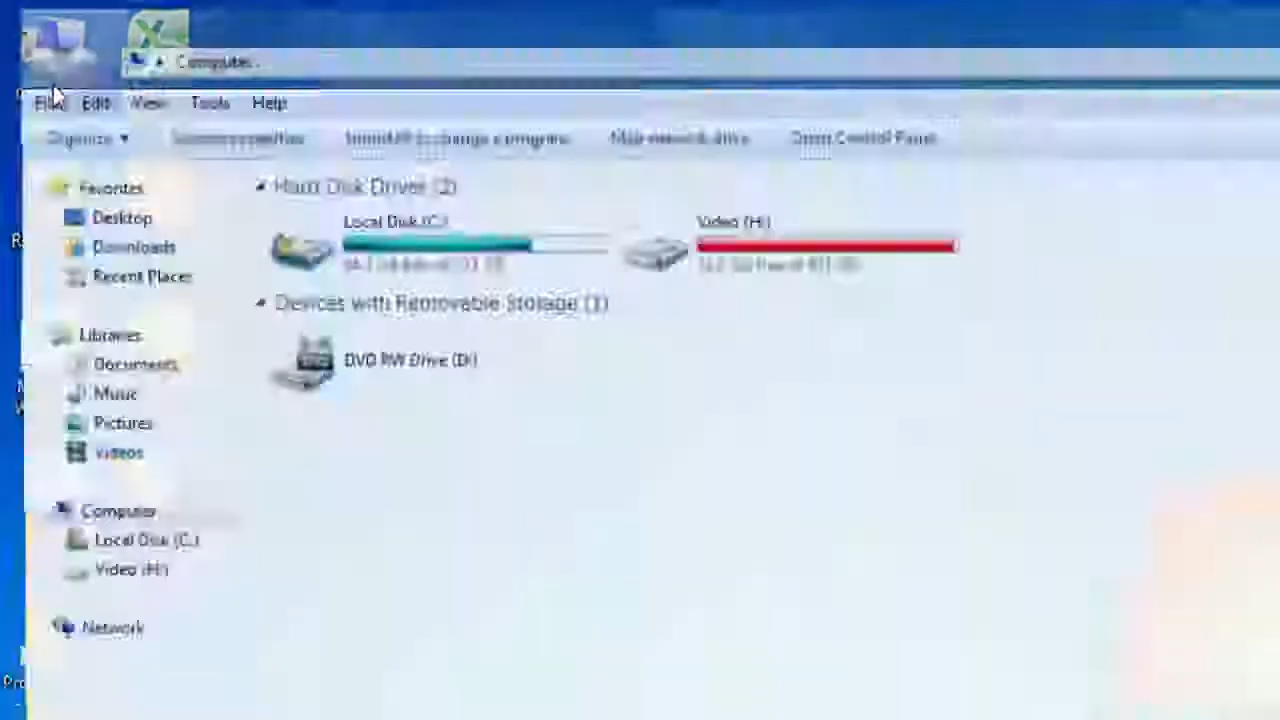 Computer
File Edit View Tools Help
Organize Uninstall or change a program Map network drive Open Control Panel
Favorites
Desktop
Downloads
Recent Places
Libraries
Documents
Music
Pictures
Videos
Computer
Local Disk (C:)
Video (H:)
Network
Hard Disk Drives (2)
Local Disk (C:)
Video (H:)
Devices with Removable Storage (1)
DVD RW Drive (D:)